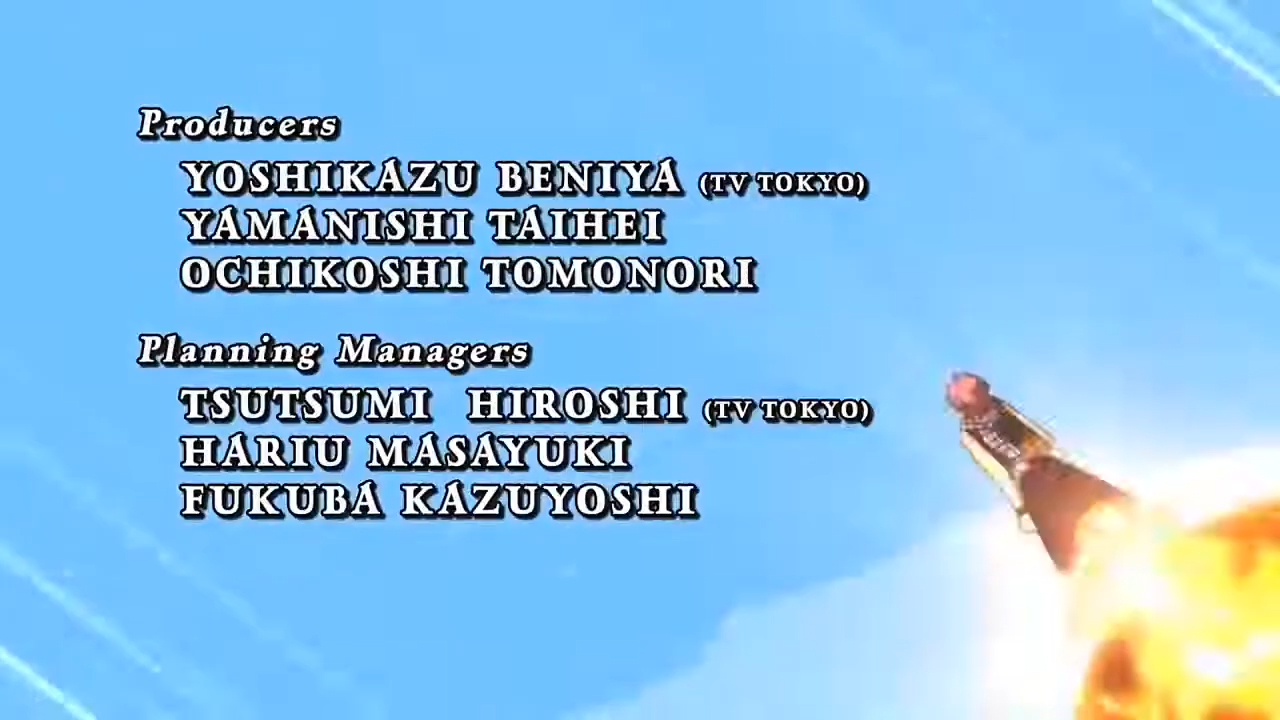 Producers
YOSHIKAZU BENIYA (TV TOKYO)
YAMANISHI TAIHEI
OCHIKOSHI TOMONORI
Planning Managers
TSUTSUMI HIROSHI (TV TOKYO)
HARIU MASAYUKI
FUKUBA KAZUYOSHI